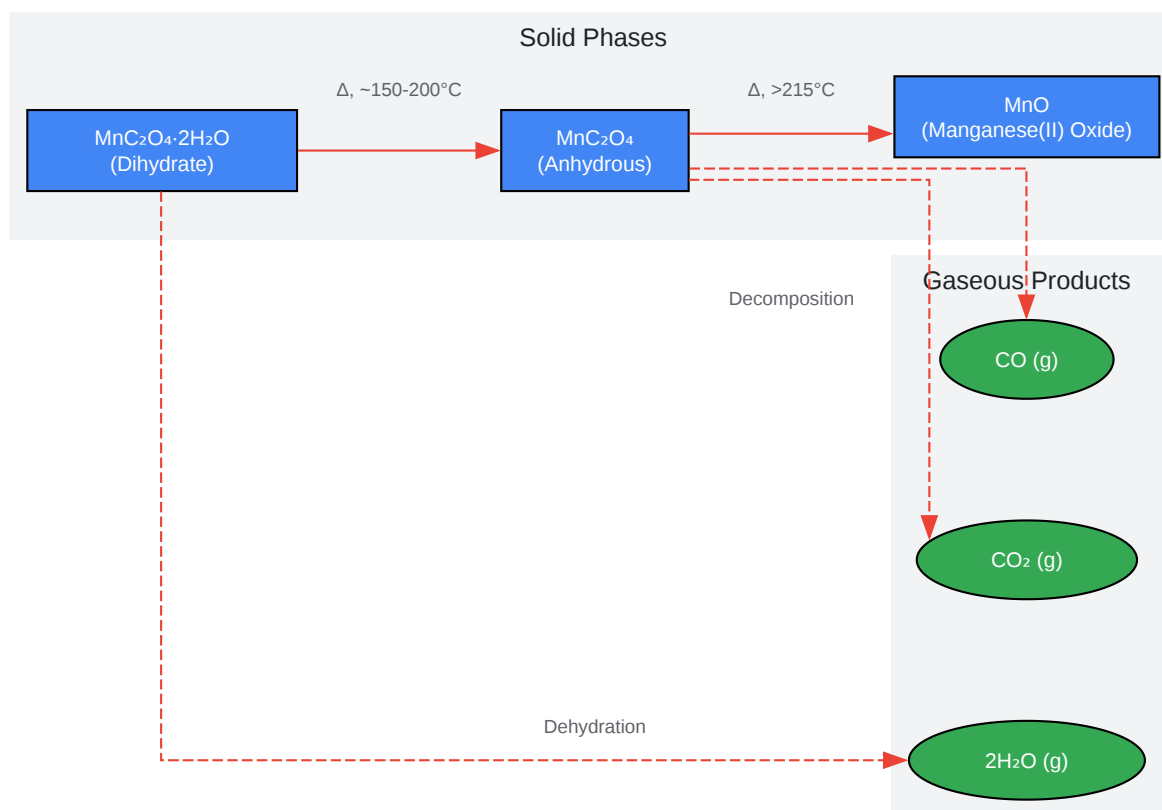 Solid Phases
Δ, ~150-200°C
Δ, >215°C
MnC₂O₄·2H₂O
(Dihydrate)
MnC₂O₄
(Anhydrous)
MnO
(Manganese(II) Oxide)
Gaseous Products
Decomposition
CO (g)
CO₂ (g)
Dehydration
2H₂O (g)